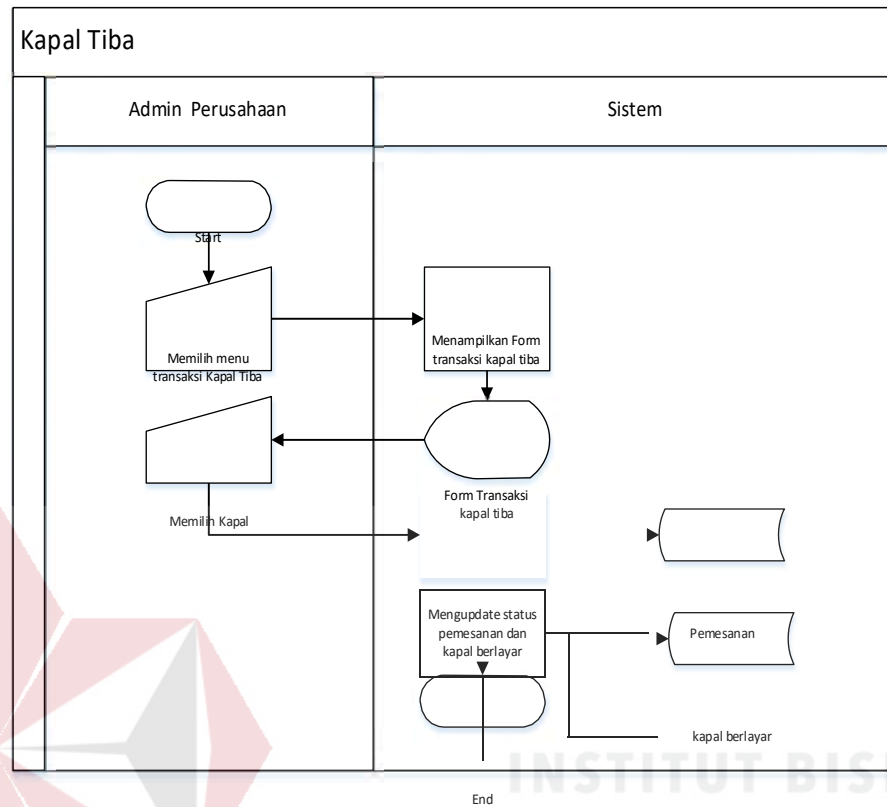 Kapal Tiba
Admin Perusahaan
Sistem
Start
Memilih menu
transaksi Kapal Tiba
Menampilkan Form
transaksi kapal tiba
Memilih Kapal
Form Transaksi
kapal tiba
Mengupdate status
pemesanan dan
kapal berlayar
Pemesanan
kapal berlayar
End
INSTITUT BISI